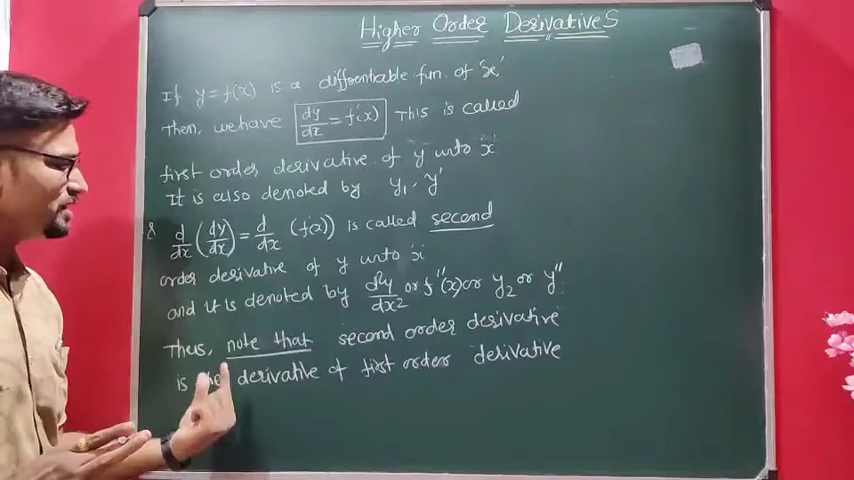 Higher Order DerivativeS
If y=f(x) is a differentiable fun. of 'x'
Then, we have dy/dx = f'(x) This is called
first order derivative of y w.r.to 'x'
It is also denoted by y₁, y'
& d/dx (dy/dx) = d/dx (f'(x)) is called second
order derivative of y w.r.to 'x'
and it is denoted by d²y/dx² or f''(x) or y₂ or y''
Thus, note that second order derivative
is derivative of first order derivative